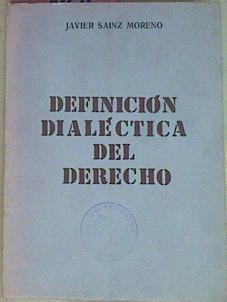 JAVIER SAINZ MORENO
DEFINICIÓN
DIALÉCTICA
DEL
DERECHO